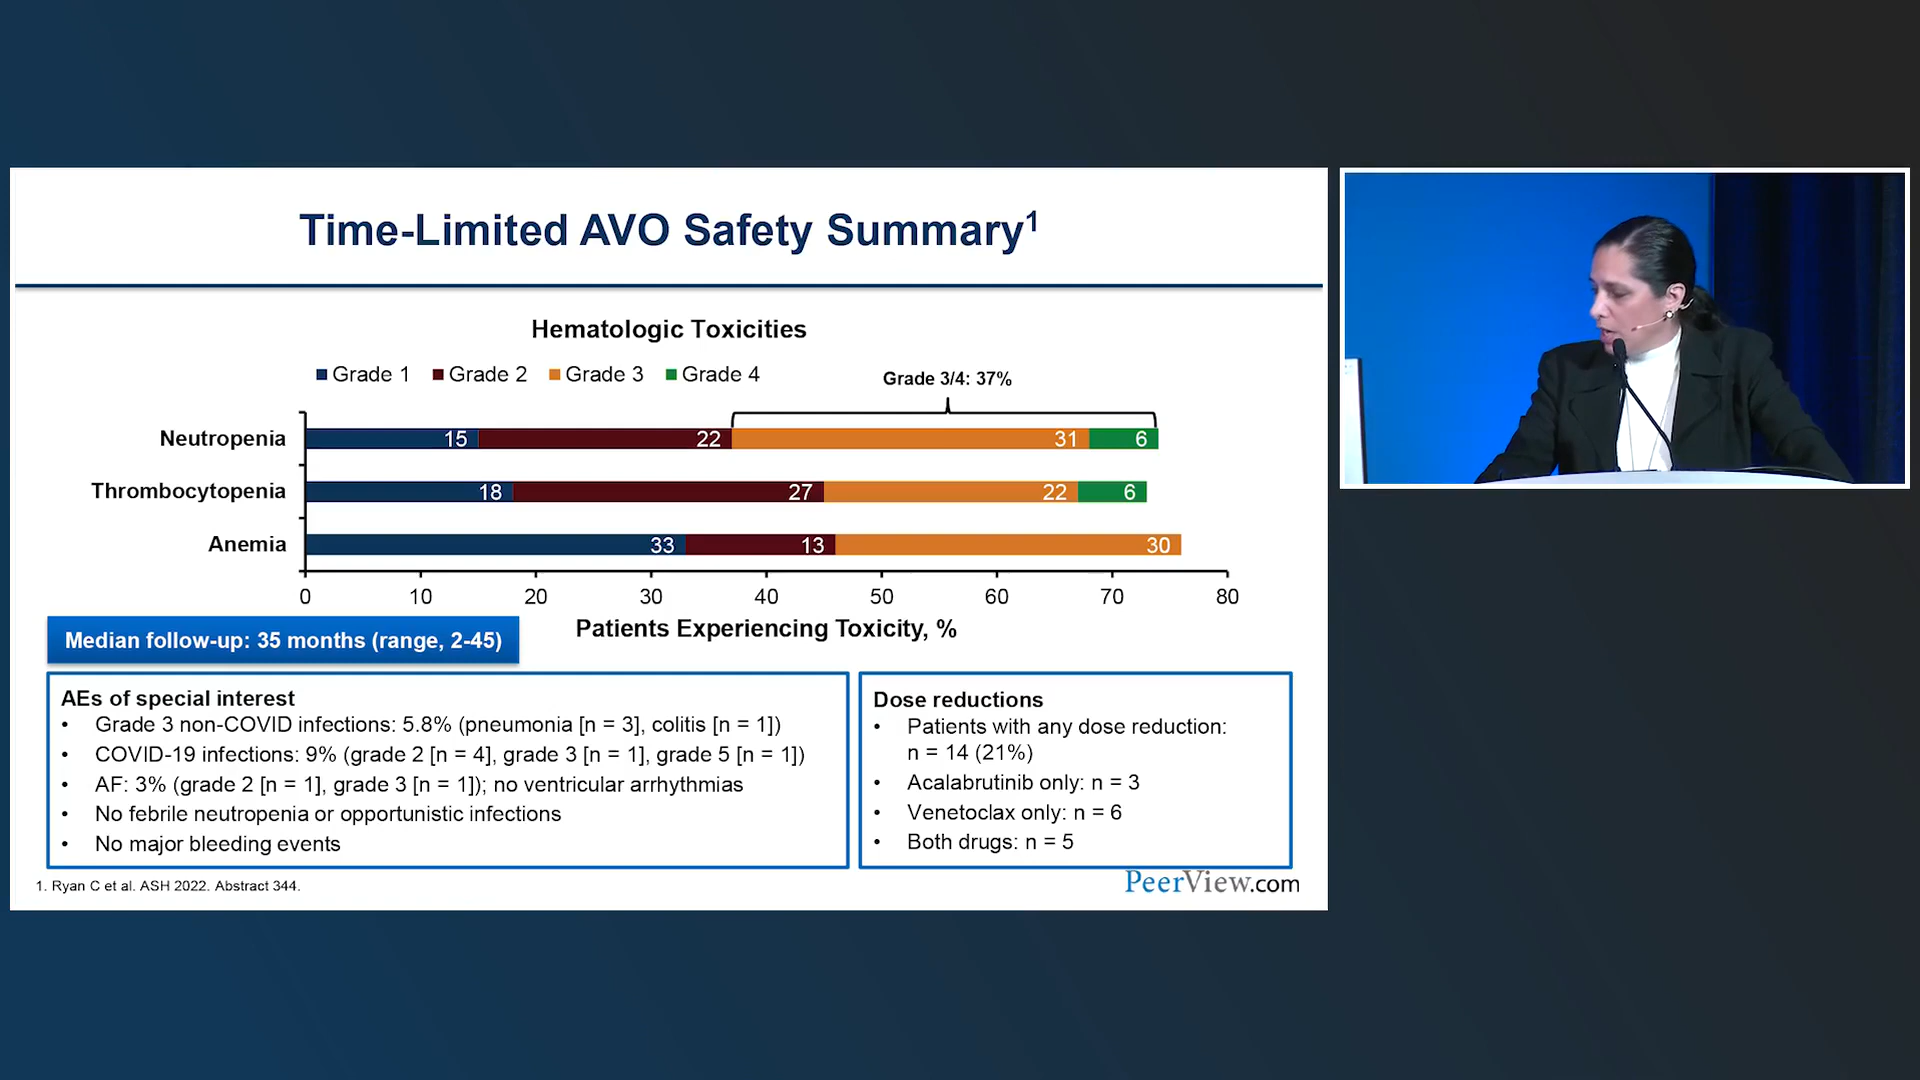 Time-Limited AVO Safety Summary1
Hematologic Toxicities
Grade 1 Grade 2 Grade 3 Grade 4
Grade 3/4: 37%
Neutropenia 15 22 31 6
Thrombocytopenia 18 27 22 6
Anemia 33 13 30
0 10 20 30 40 50 60 70 80
Patients Experiencing Toxicity, %
Median follow-up: 35 months (range, 2-45)
AEs of special interest
• Grade 3 non-COVID infections: 5.8% (pneumonia [n = 3], colitis [n = 1])
• COVID-19 infections: 9% (grade 2 [n = 4], grade 3 [n = 1], grade 5 [n = 1])
• AF: 3% (grade 2 [n = 1], grade 3 [n = 1]); no ventricular arrhythmias
• No febrile neutropenia or opportunistic infections
• No major bleeding events
Dose reductions
• Patients with any dose reduction:
n = 14 (21%)
• Acalabrutinib only: n = 3
• Venetoclax only: n = 6
• Both drugs: n = 5
1. Ryan C et al. ASH 2022. Abstract 344.
PeerView.com